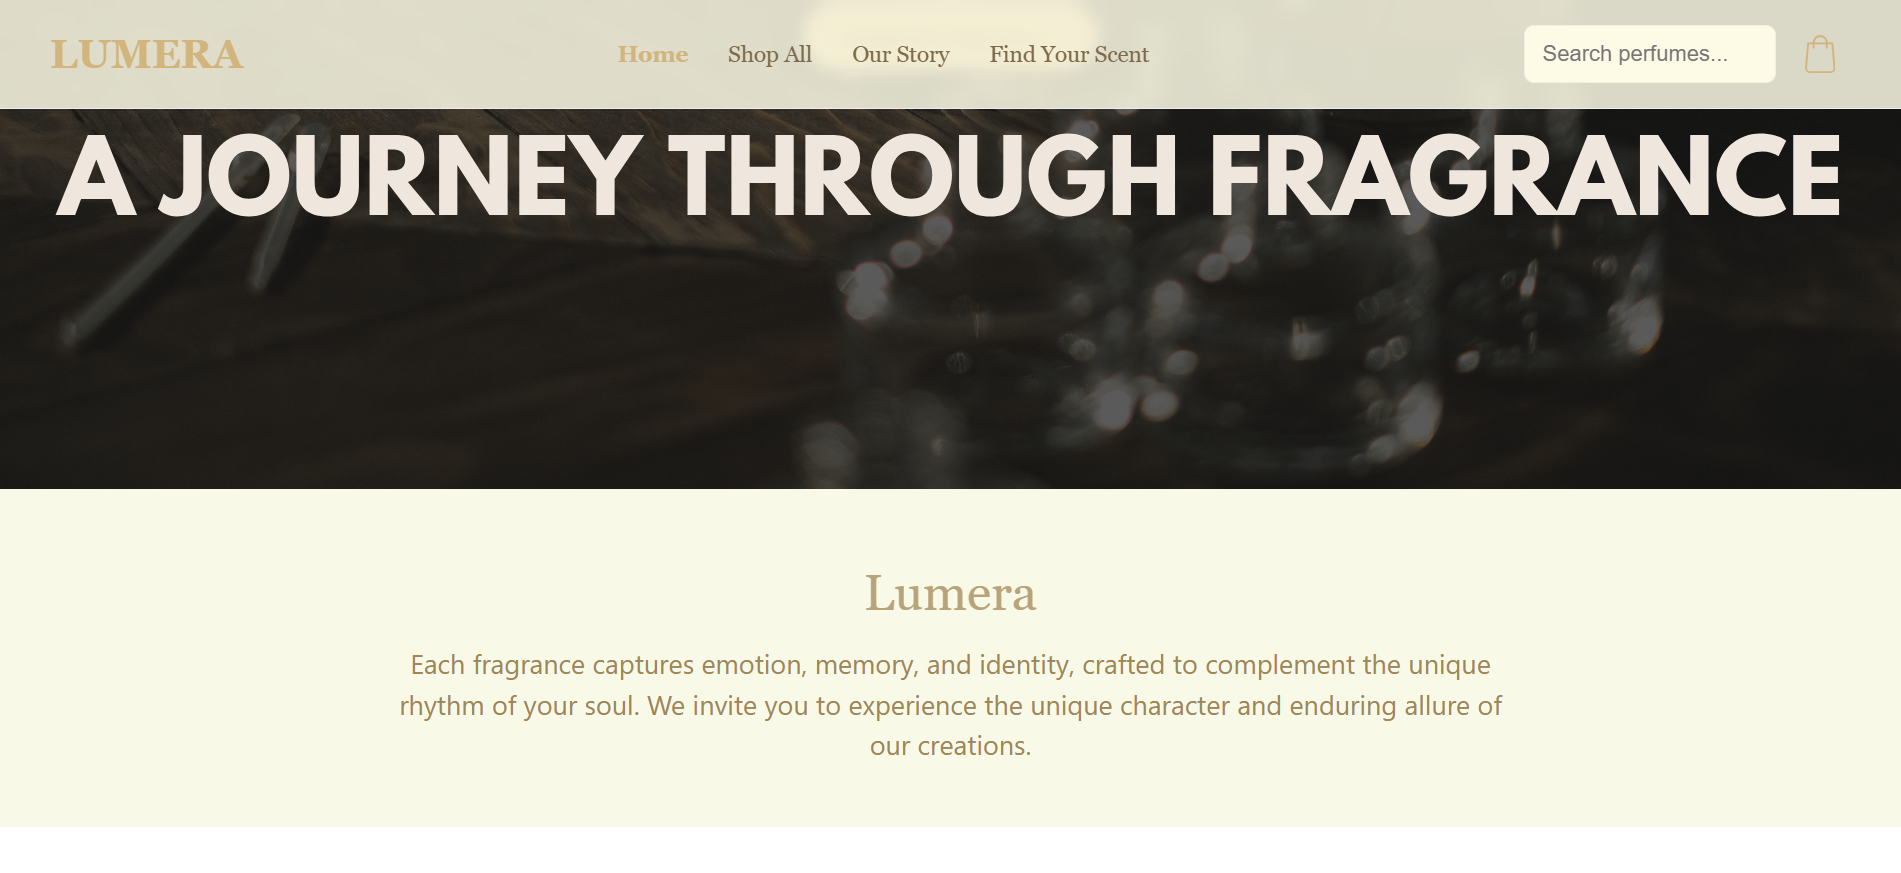 LUMERA
Home Shop All Our Story Find Your Scent
Search perfumes...
A JOURNEY THROUGH FRAGRANCE
Lumera
Each fragrance captures emotion, memory, and identity, crafted to complement the unique
rhythm of your soul. We invite you to experience the unique character and enduring allure of
our creations.